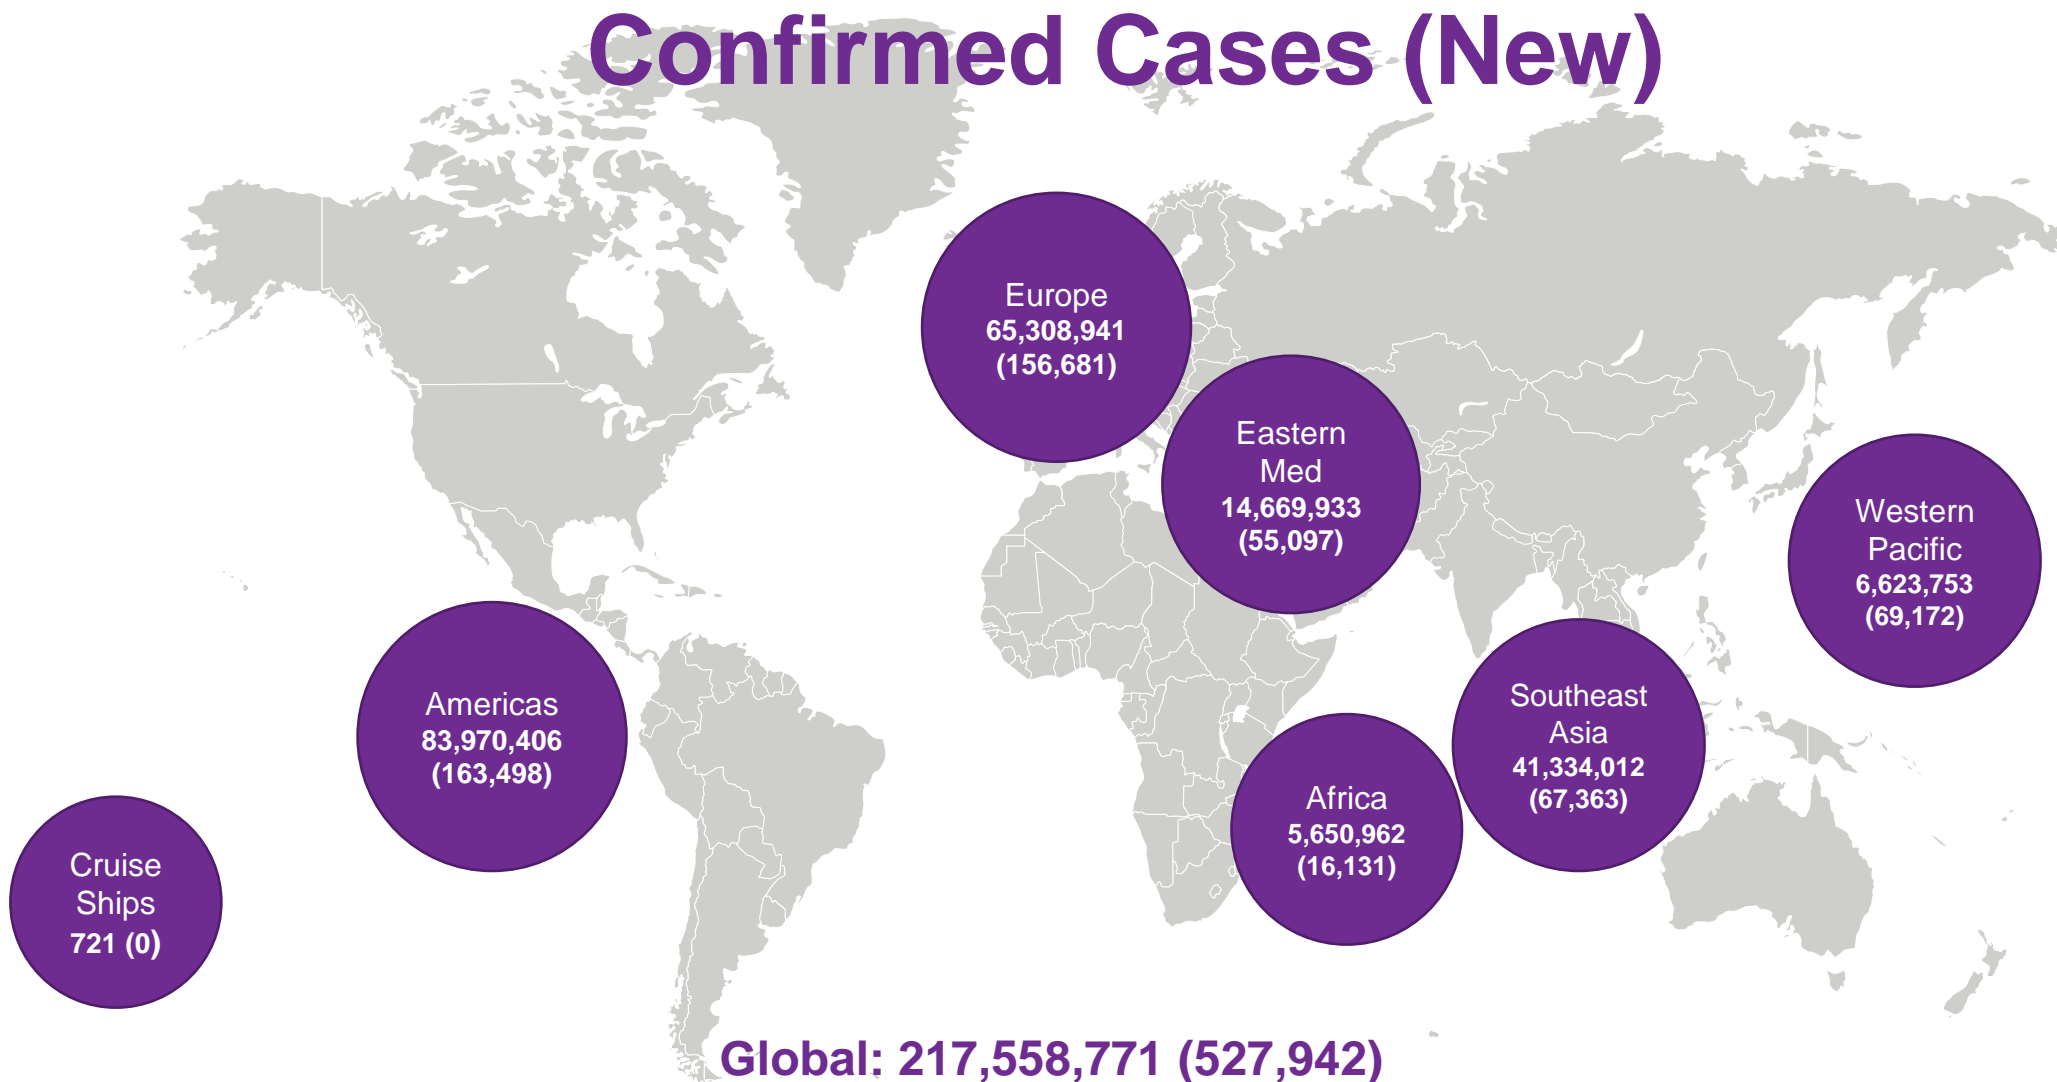 Confirmed Cases (New)
Europe
65,308,941
(156,681)
Eastern
Med
14,669,933
(55,097)
Western
Pacific
6,623,753
(69,172)
Americas
83,970,406
(163,498)
Southeast
Asia
41,334,012
(67,363)
Africa
5,650,962
(16,131)
Cruise
Ships
721 (0)
Global: 217,558,771 (527,942)